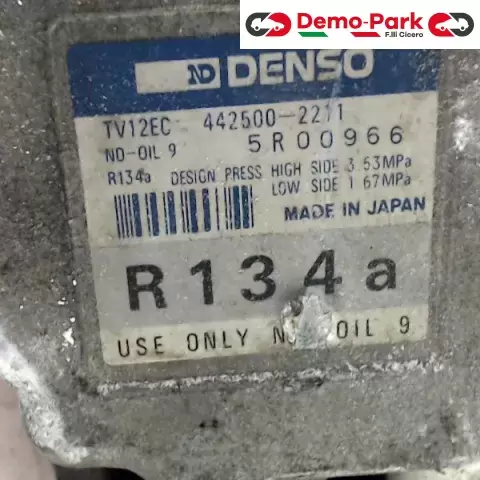 Demo-Park
F.lli Cicero
ND DENSO
TV12EC 442500-2211
ND-OIL 9 5R00966
R134a DESIGN PRESS HIGH SIDE 3.53MPa
LOW SIDE 1.67MPa
MADE IN JAPAN
R134a
USE ONLY OIL 9